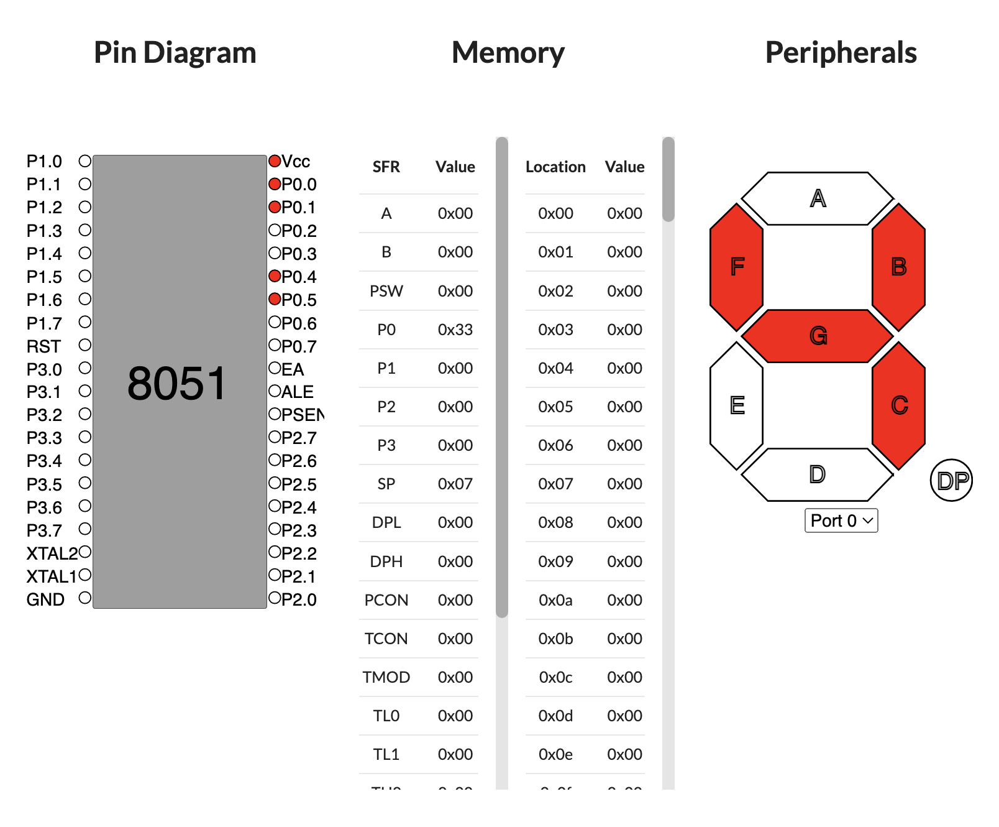 Pin Diagram
P1.0 Vcc
P1.1 P0.0
P1.2 P0.1
P1.3 P0.2
P1.4 P0.3
P1.5 P0.4
P1.6 P0.5
P1.7 P0.6
RST P0.7
P3.0 EA
8051
P3.1 ALE
P3.2 PSEN
P3.3 P2.7
P3.4 P2.6
P3.5 P2.5
P3.6 P2.4
P3.7 P2.3
XTAL2 P2.2
XTAL1 P2.1
GND P2.0
Memory
SFR Value
A 0x00
B 0x00
PSW 0x00
P0 0x33
P1 0x00
P2 0x00
P3 0x00
SP 0x07
DPL 0x00
DPH 0x00
PCON 0x00
TCON 0x00
TMOD 0x00
TL0 0x00
TL1 0x00
Location Value
0x00 0x00
0x01 0x00
0x02 0x00
0x03 0x00
0x04 0x00
0x05 0x00
0x06 0x00
0x07 0x00
0x08 0x00
0x09 0x00
0x0a 0x00
0x0b 0x00
0x0c 0x00
0x0d 0x00
0x0e 0x00
Peripherals
A
F B
G
E C
D
DP
Port 0